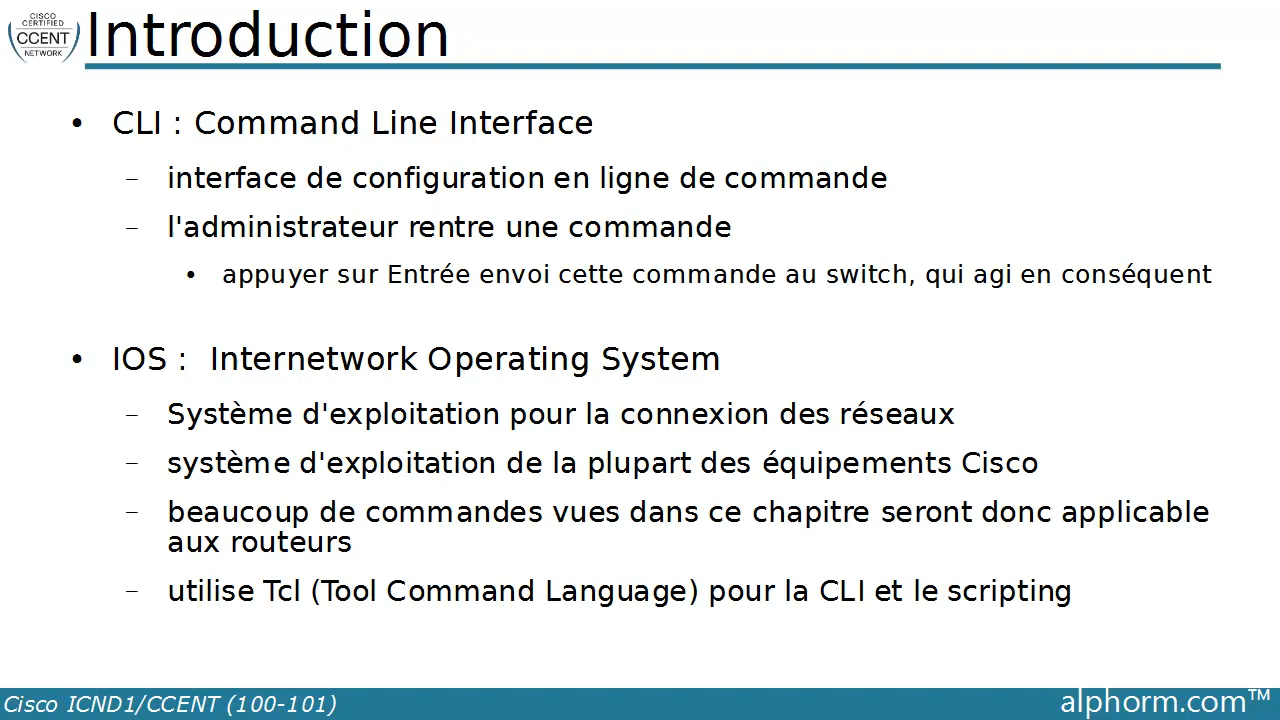 CISCO
CERTIFIED
CCENT
NETWORK
Introduction
• CLI : Command Line Interface
– interface de configuration en ligne de commande
– l'administrateur rentre une commande
• appuyer sur Entrée envoi cette commande au switch, qui agi en conséquent
• IOS : Internetwork Operating System
– Système d'exploitation pour la connexion des réseaux
– système d'exploitation de la plupart des équipements Cisco
– beaucoup de commandes vues dans ce chapitre seront donc applicable
aux routeurs
– utilise Tcl (Tool Command Language) pour la CLI et le scripting
Cisco ICND1/CCENT (100-101)
alphorm.com™